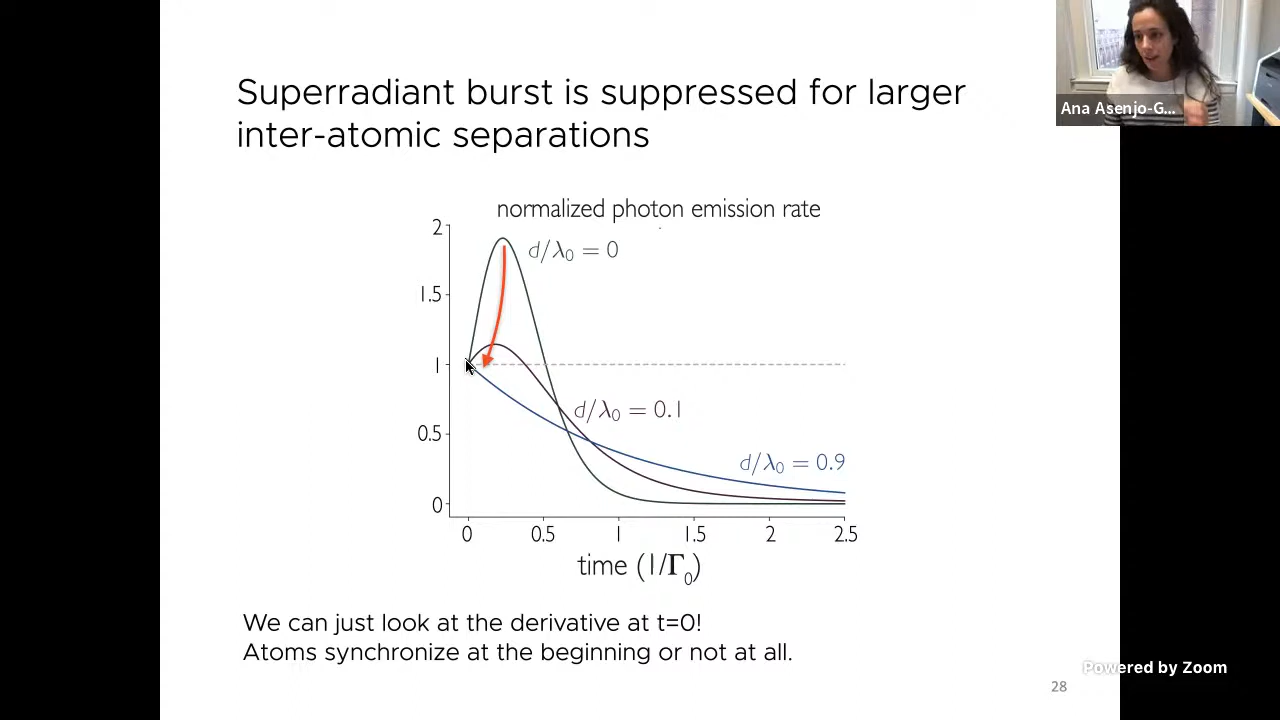 Superradiant burst is suppressed for larger
inter-atomic separations
Ana Asenjo-G...
normalized photon emission rate
2
1.5
1
0.5
0
d/λ₀ = 0
d/λ₀ = 0.1
d/λ₀ = 0.9
0 0.5 1 1.5 2 2.5
time (1/Γ₀)
We can just look at the derivative at t=0!
Atoms synchronize at the beginning or not at all.
Powered by Zoom
28